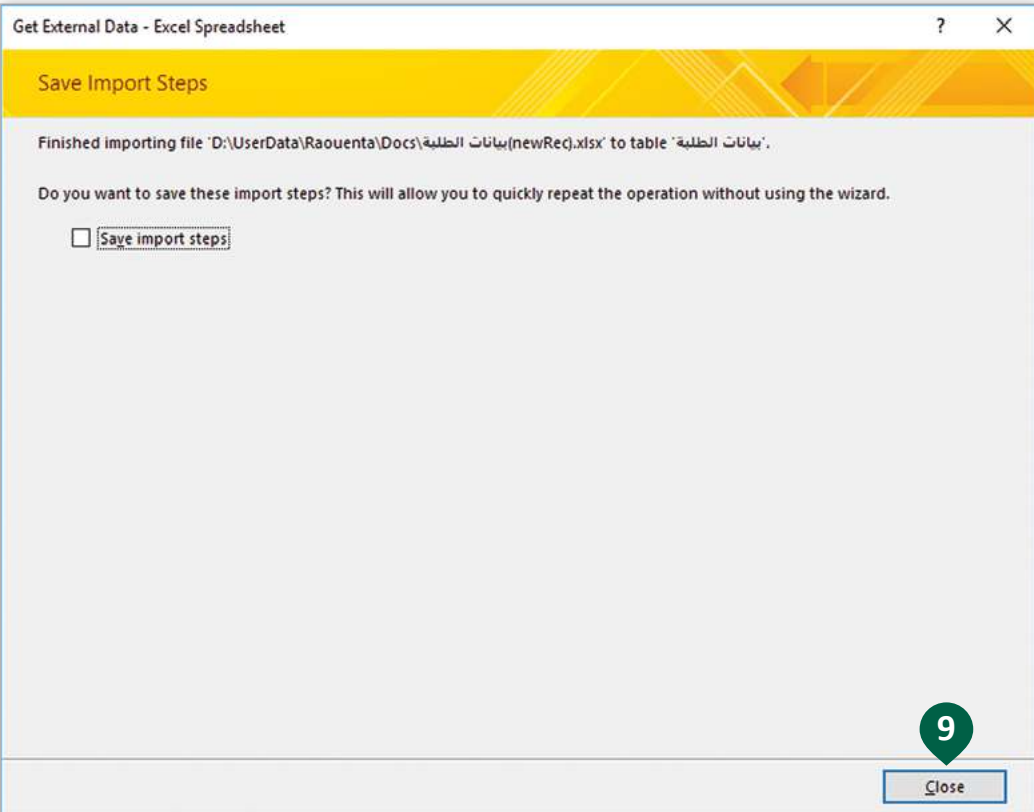 Get External Data - Excel Spreadsheet
?
Save Import Steps
Finished importing file 'D:\UserData\Raouenta\Docs\بيانات الطلبة(newRec).xlsx' to table 'بيانات الطلبة'.
Do you want to save these import steps? This will allow you to quickly repeat the operation without using the wizard.
Save import steps
9
Close